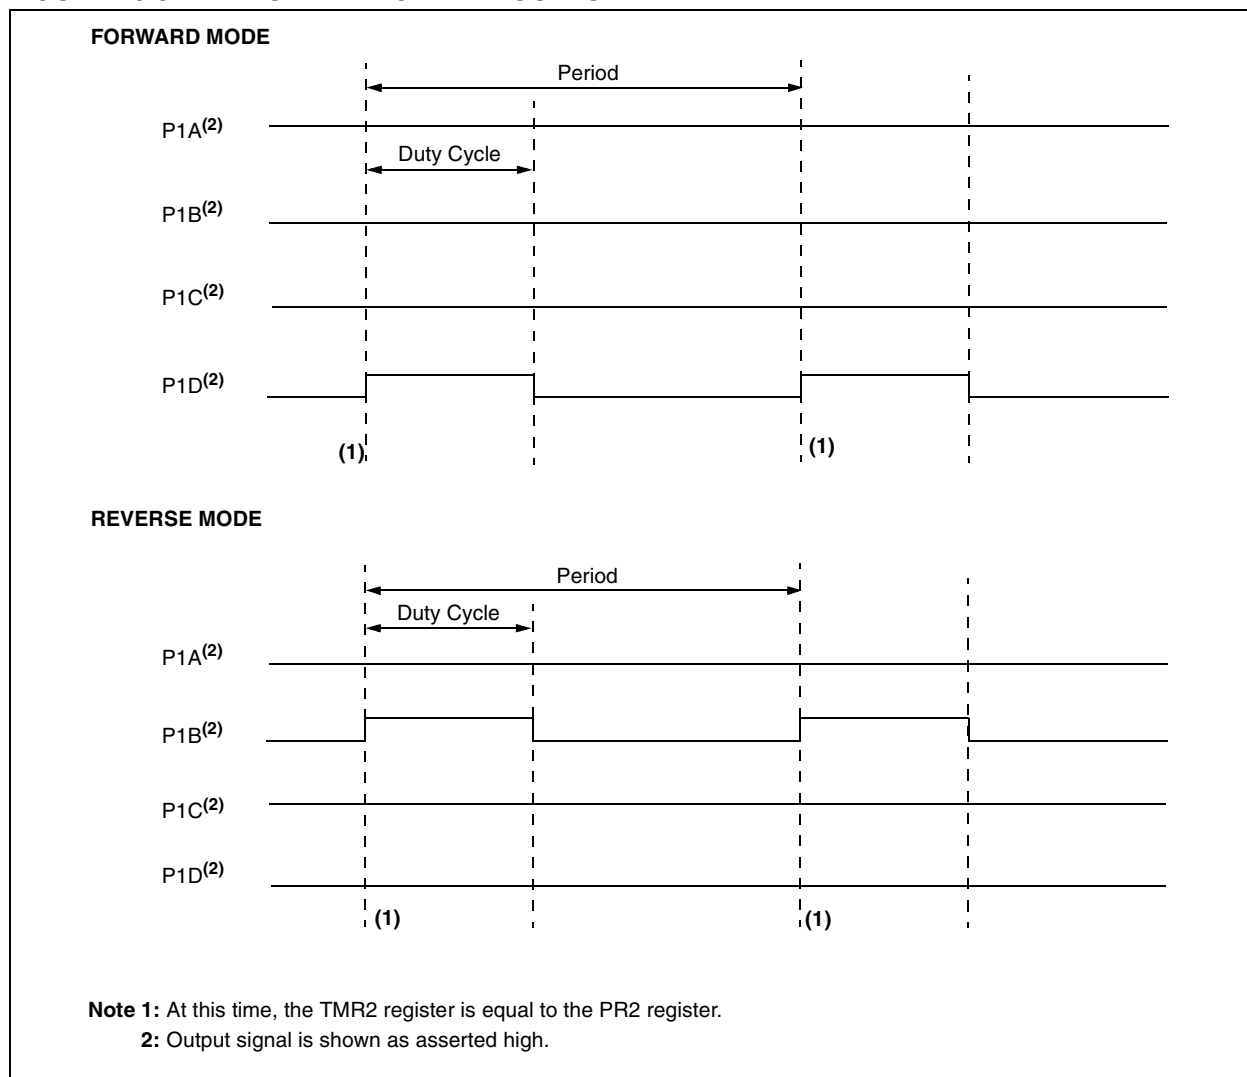 FORWARD MODE
Period
P1A(2)
Duty Cycle
P1B(2)
P1C(2)
P1D(2)
(1)
(1)
REVERSE MODE
Period
Duty Cycle
P1A(2)
P1B(2)
P1C(2)
P1D(2)
(1)
(1)
Note 1: At this time, the TMR2 register is equal to the PR2 register.
2: Output signal is shown as asserted high.